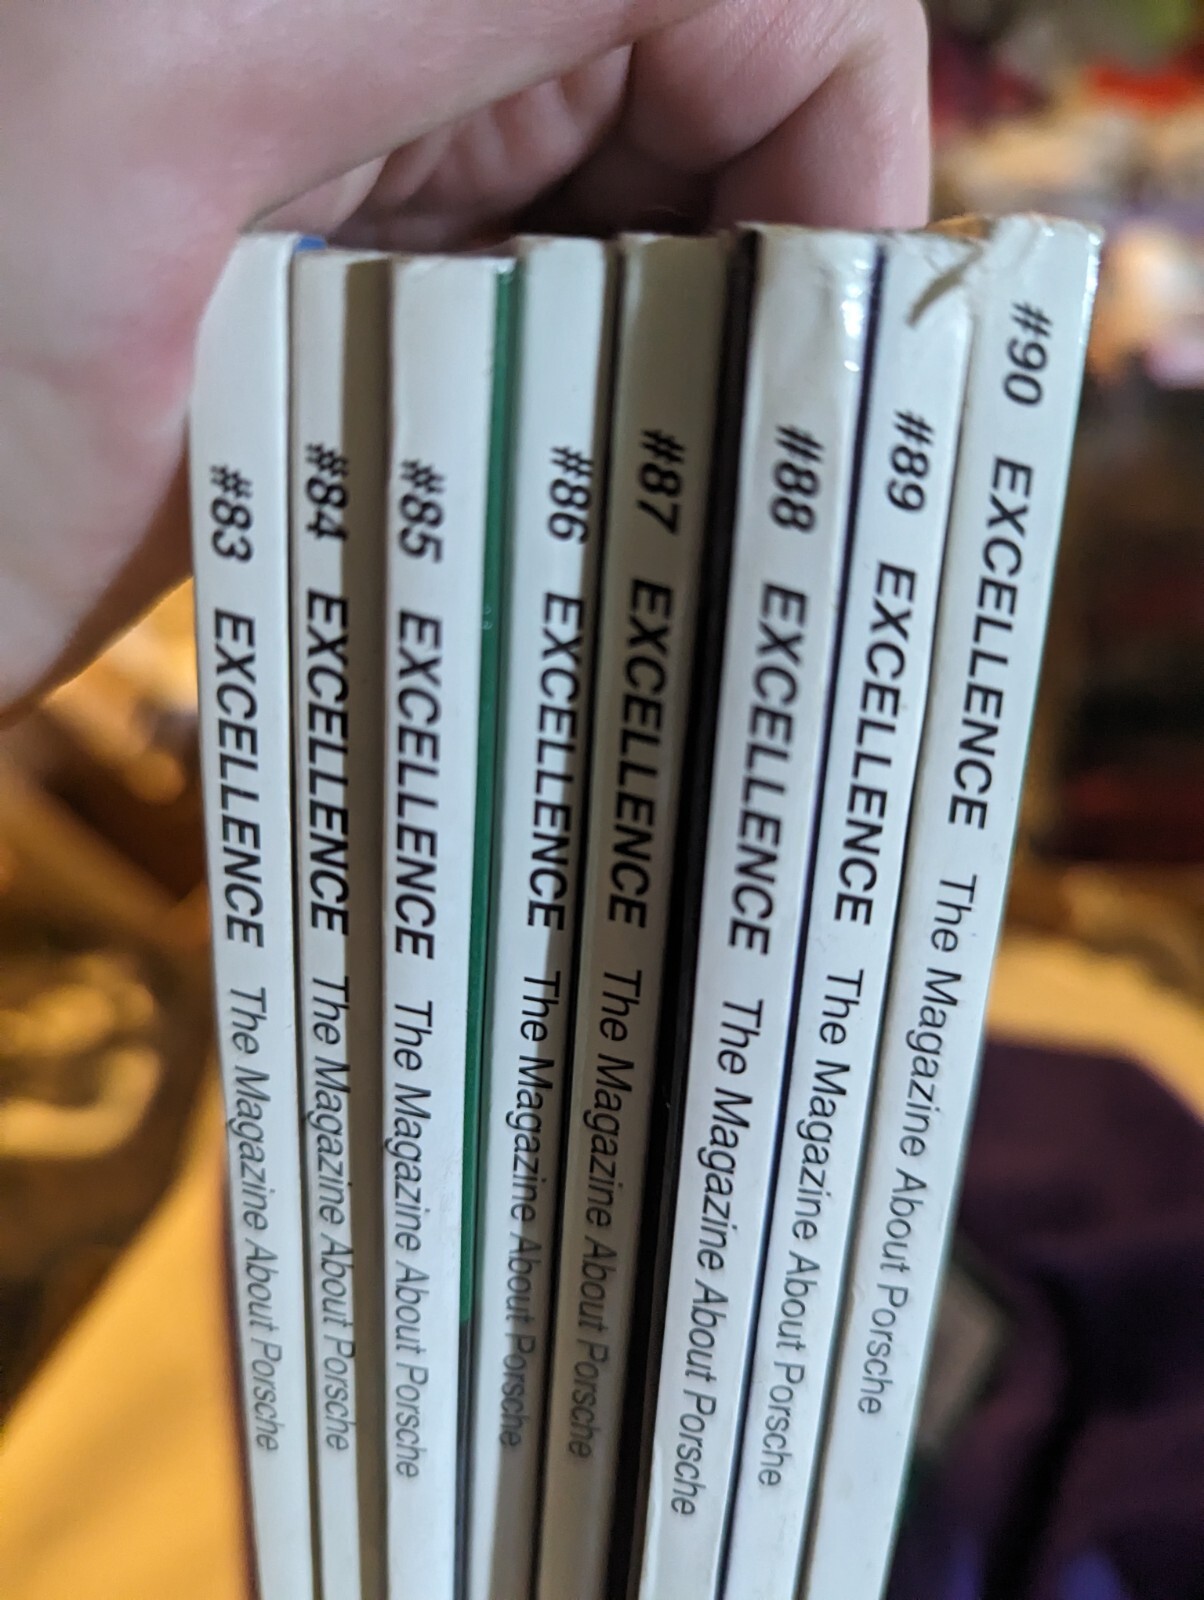 #83 EXCELLENCE The Magazine About Porsche
#84 EXCELLENCE The Magazine About Porsche
#85 EXCELLENCE The Magazine About Porsche
#86 EXCELLENCE The Magazine About Porsche
#87 EXCELLENCE The Magazine About Porsche
#88 EXCELLENCE The Magazine About Porsche
#89 EXCELLENCE The Magazine About Porsche
#90 EXCELLENCE The Magazine About Porsche